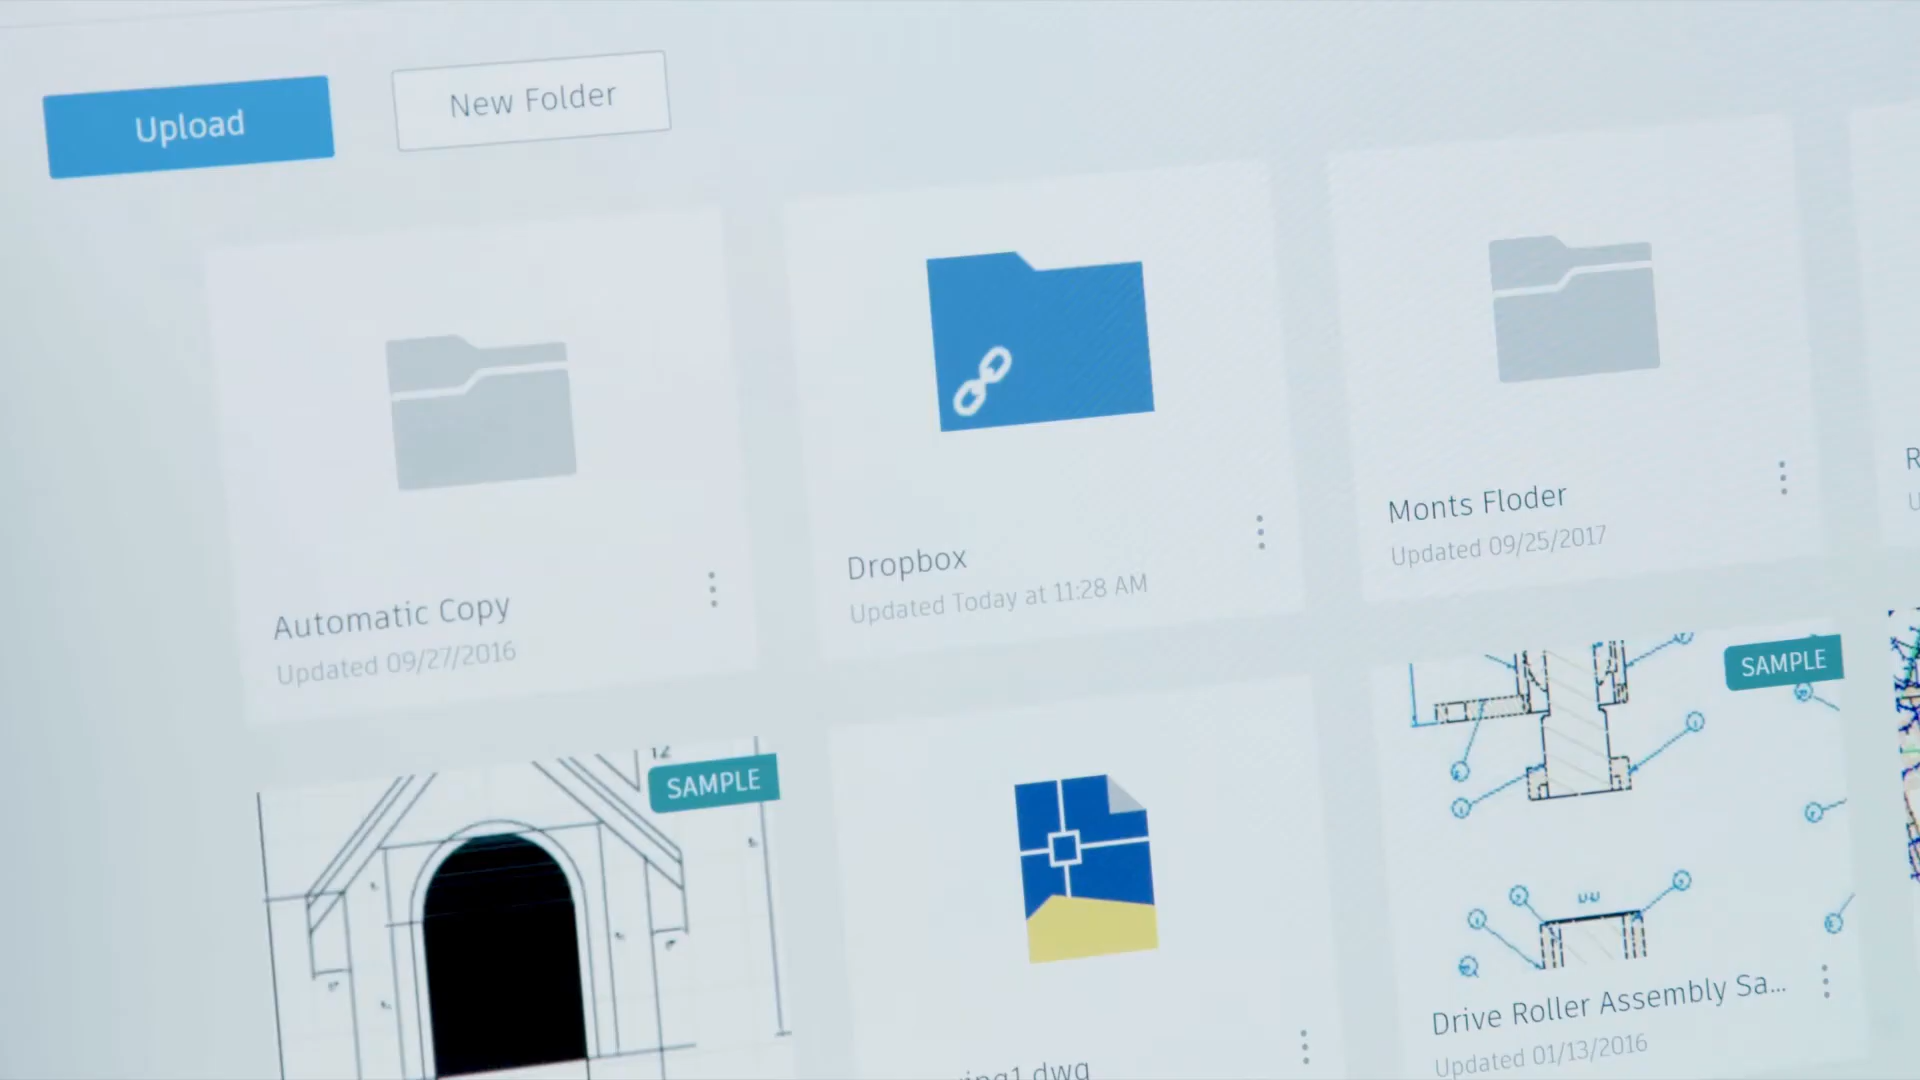 Upload
New Folder
Automatic Copy
Updated 09/27/2016
Dropbox
Updated Today at 11:28 AM
Monts Floder
Updated 09/25/2017
R
U
12
SAMPLE
SAMPLE
Drive Roller Assembly Sa...
Updated 01/13/2016